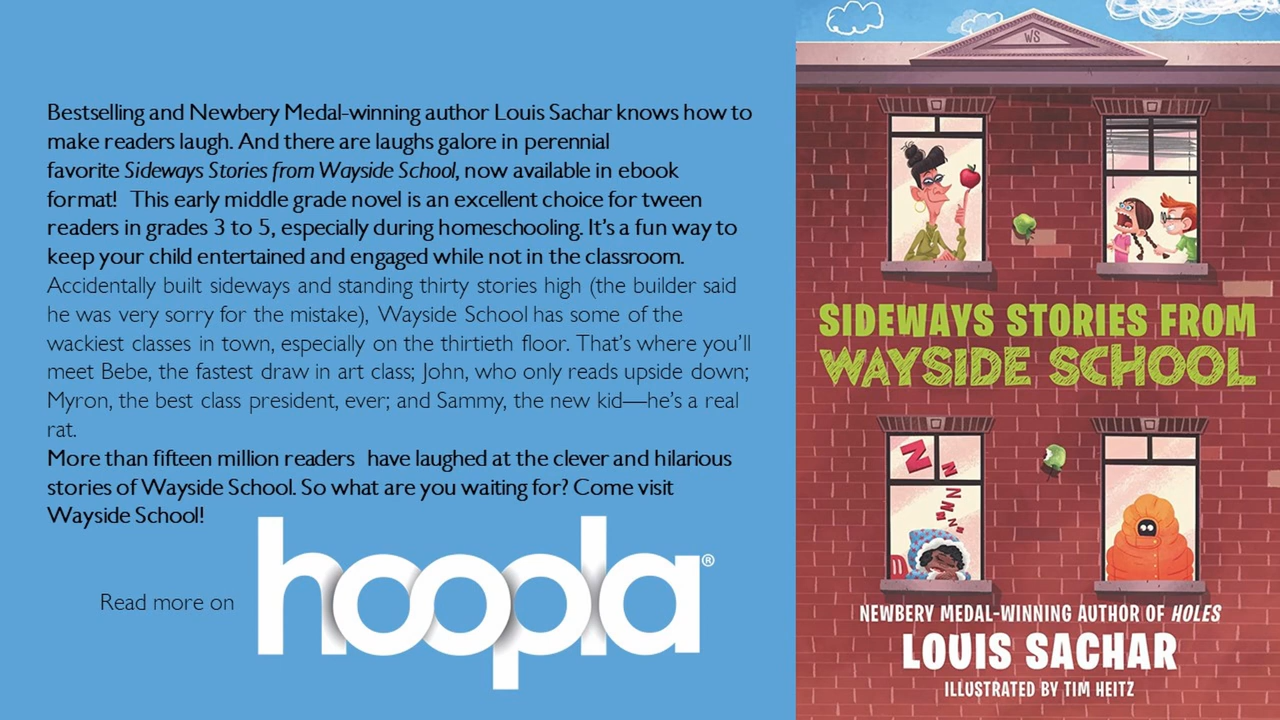 Bestselling and Newbery Medal-winning author Louis Sachar knows how to
make readers laugh. And there are laughs galore in perennial
favorite Sideways Stories from Wayside School, now available in ebook
format!  This early middle grade novel is an excellent choice for tween
readers in grades 3 to 5, especially during homeschooling. It’s a fun way to
keep your child entertained and engaged while not in the classroom.
Accidentally built sideways and standing thirty stories high (the builder said
he was very sorry for the mistake),  Wayside School has some of the
wackiest classes in town, especially on the thirtieth floor. That’s where you’ll
meet Bebe, the fastest draw in art class; John, who only reads upside down;
Myron, the best class president, ever; and Sammy, the new kid—he’s a real
rat.
More than fifteen million readers  have laughed at the clever and hilarious
stories of Wayside School. So what are you waiting for? Come visit
Wayside School!
Read more on
hoopla®
WS
SIDEWAYS STORIES FROM
WAYSIDE SCHOOL
Z
Z
Z
Z
Z
Z
Z
NEWBERY MEDAL-WINNING AUTHOR OF HOLES
LOUIS SACHAR
ILLUSTRATED BY TIM HEITZ